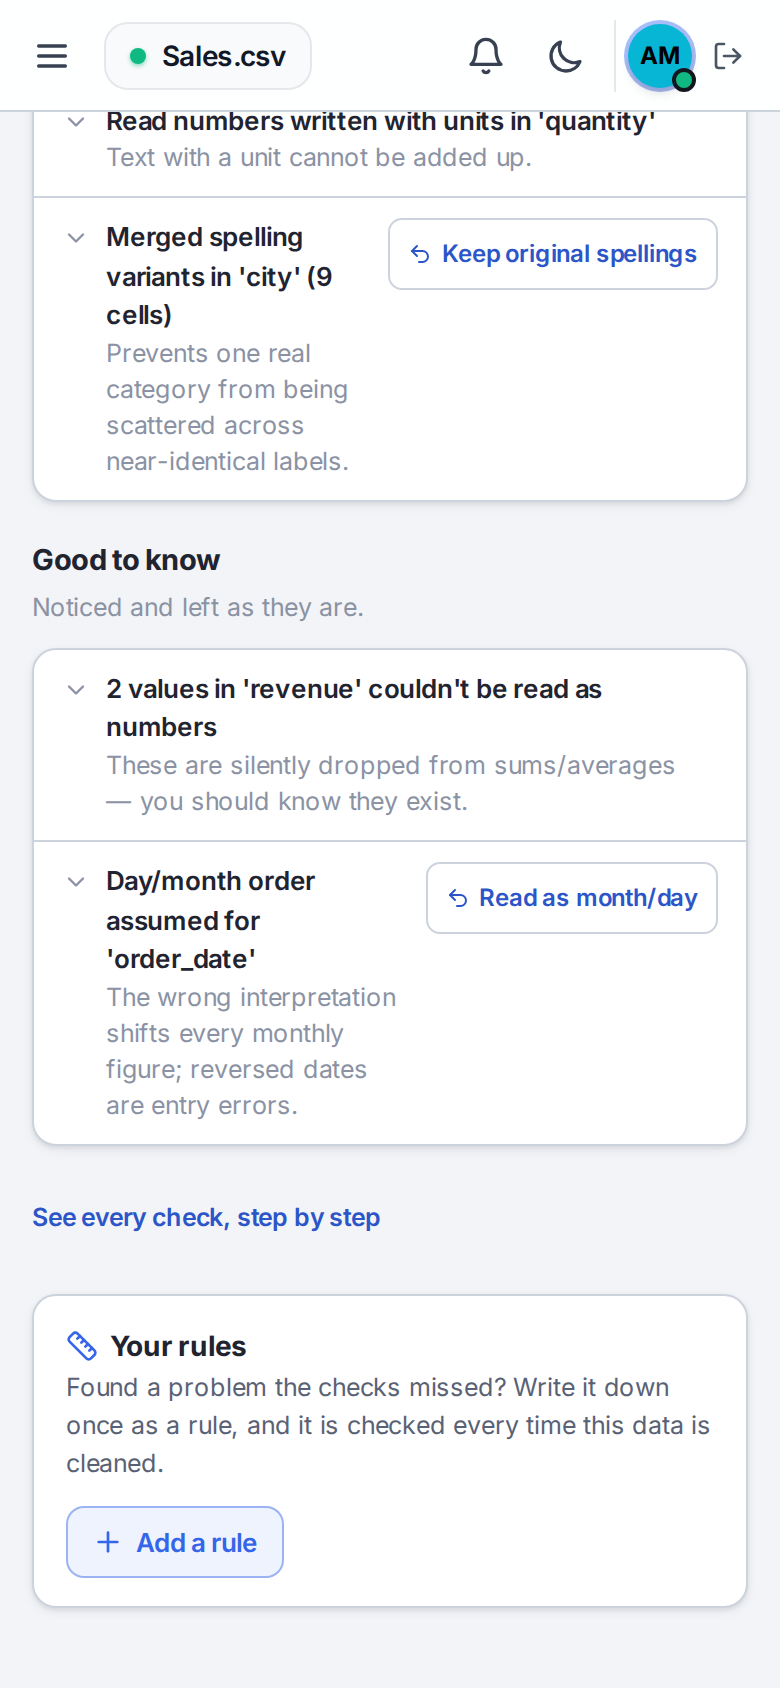 Sales.csv
AM
Read numbers written with units in 'quantity'
Text with a unit cannot be added up.
Merged spelling
variants in 'city' (9
cells)
Keep original spellings
Prevents one real
category from being
scattered across
near-identical labels.
Good to know
Noticed and left as they are.
2 values in 'revenue' couldn't be read as
numbers
These are silently dropped from sums/averages
— you should know they exist.
Day/month order
assumed for
'order_date'
Read as month/day
The wrong interpretation
shifts every monthly
figure; reversed dates
are entry errors.
See every check, step by step
Your rules
Found a problem the checks missed? Write it down
once as a rule, and it is checked every time this data is
cleaned.
Add a rule